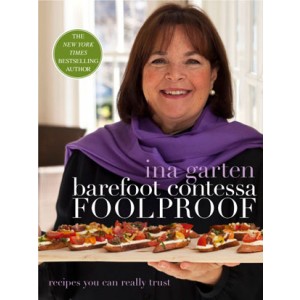 THE
NEW YORK
TIMES
BESTSELLING
AUTHOR
ina garten
barefoot contessa
FOOLPROOF
recipes you can really trust